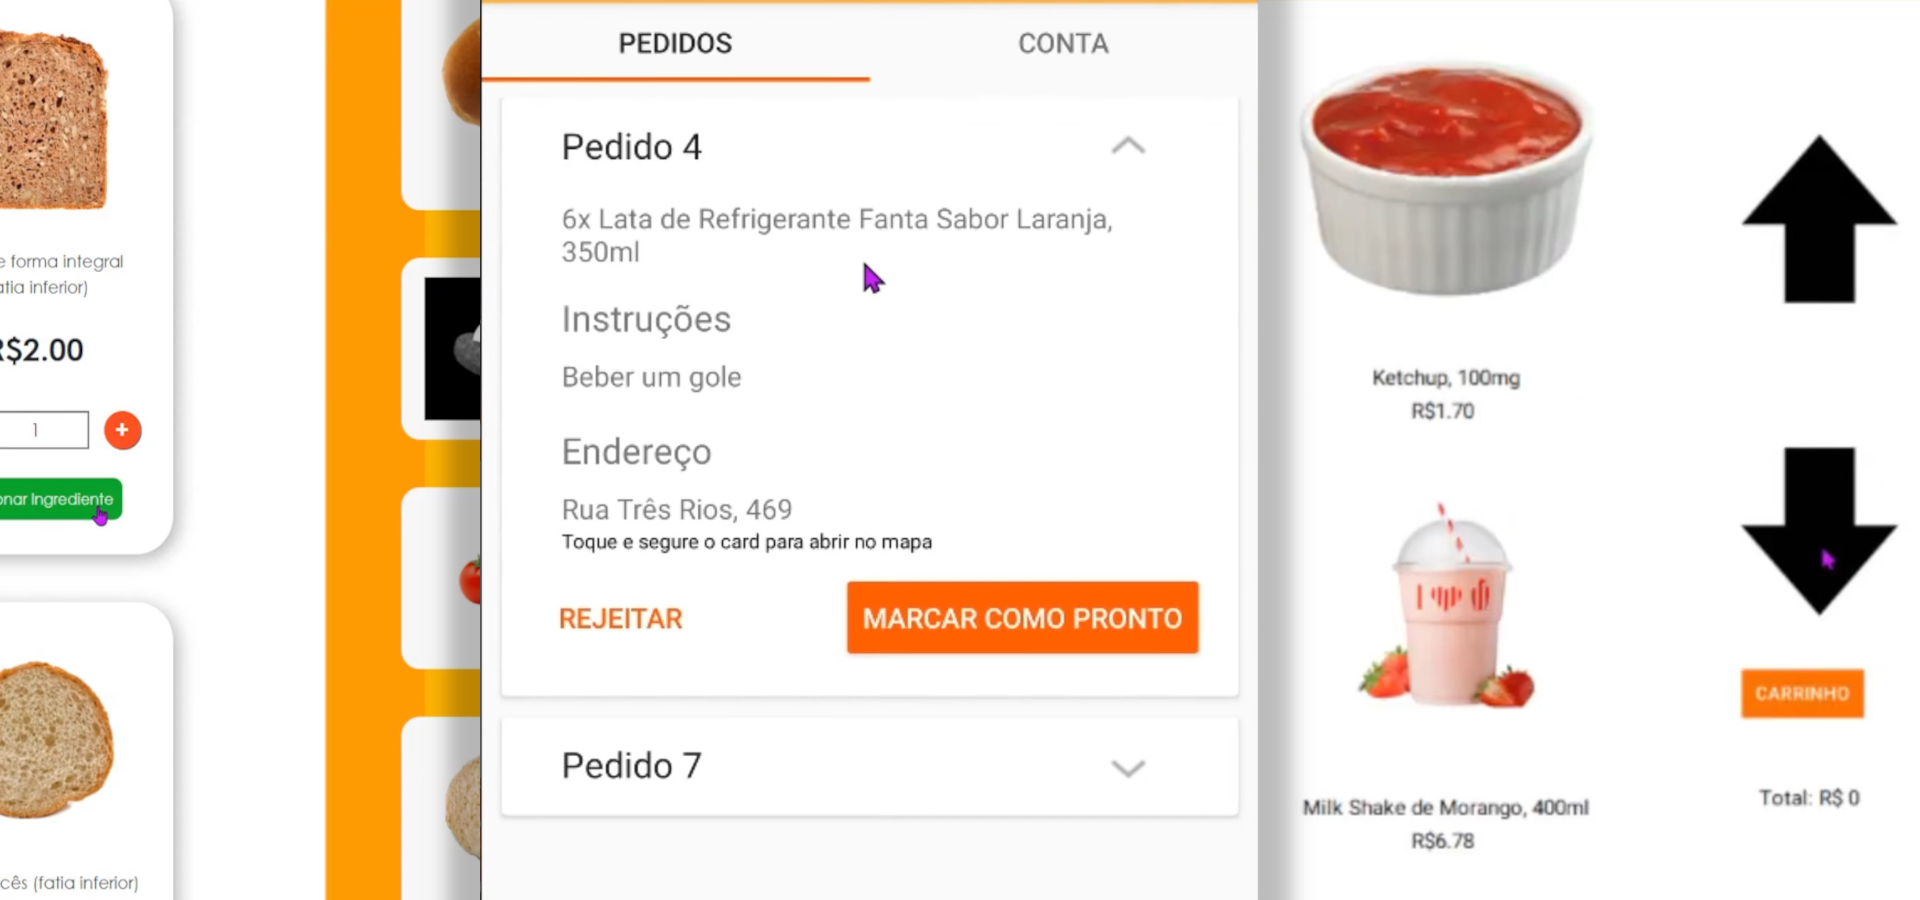 e forma integral
atia inferior)
R$2.00
1
+
onar Ingrediente
cês (fatia inferior)
PEDIDOS
CONTA
Pedido 4
6x Lata de Refrigerante Fanta Sabor Laranja,
350ml
Instruções
Beber um gole
Endereço
Rua Três Rios, 469
Toque e segure o card para abrir no mapa
REJEITAR
MARCAR COMO PRONTO
Pedido 7
Ketchup, 100mg
R$1.70
Milk Shake de Morango, 400ml
R$6.78
CARRINHO
Total: R$ 0